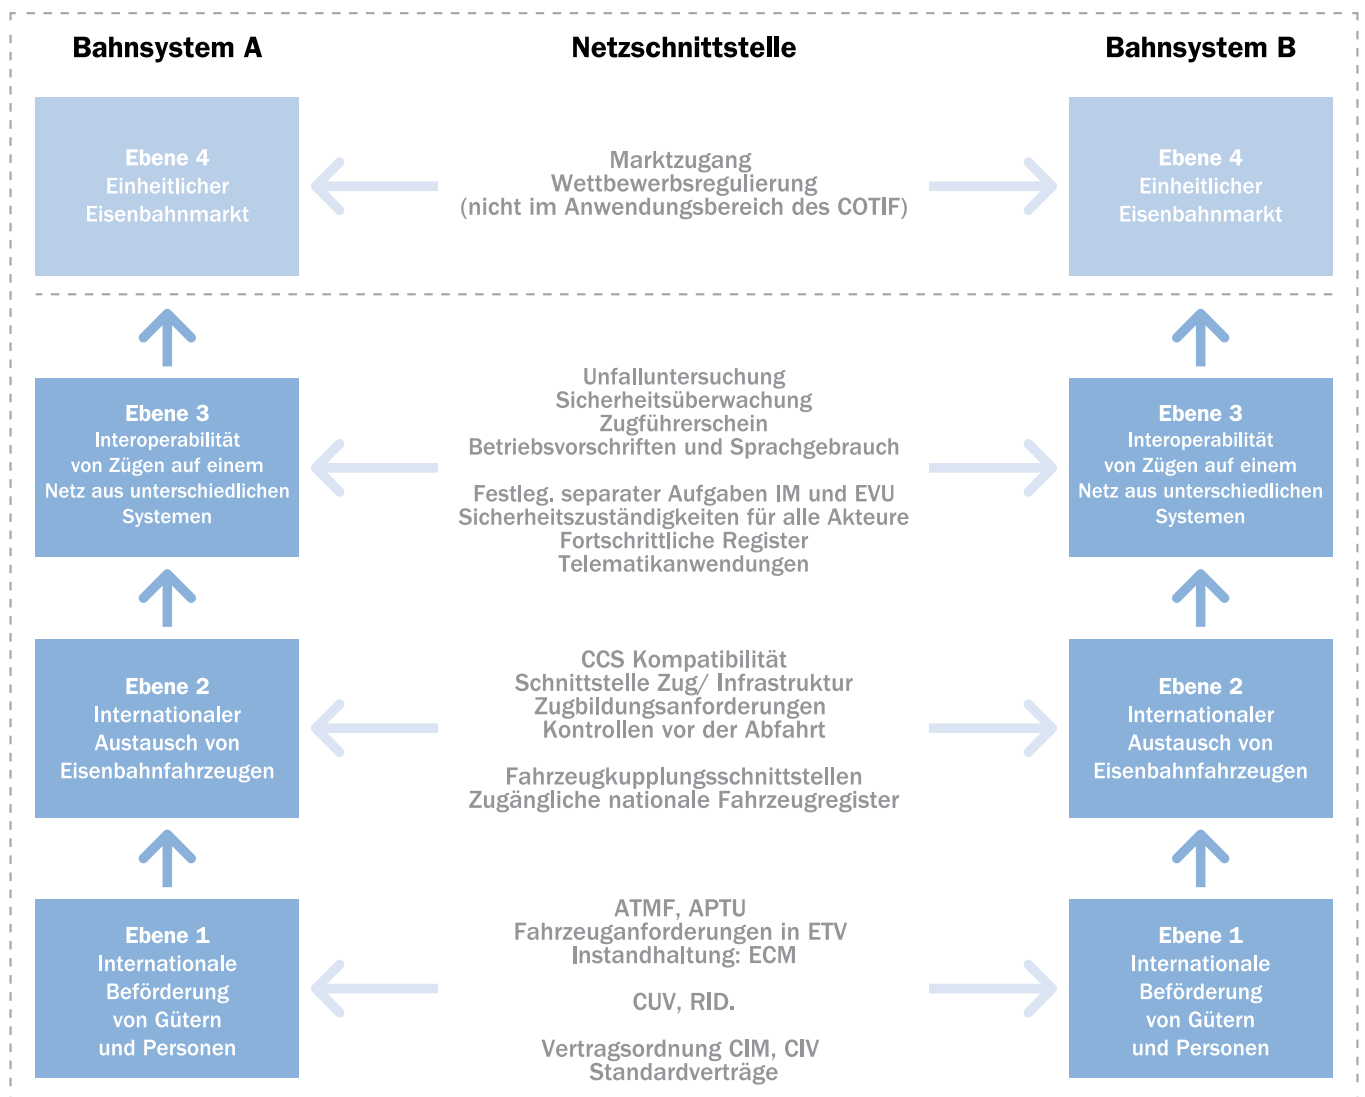 Bahnsystem A
Netzschnittstelle
Bahnsystem B
Ebene 4
Einheitlicher
Eisenbahnmarkt
Marktzugang
Wettbewerbsregulierung
(nicht im Anwendungsbereich des COTIF)
Ebene 4
Einheitlicher
Eisenbahnmarkt
Ebene 3
Interoperabilität
von Zügen auf einem
Netz aus unterschiedlichen
Systemen
Unfalluntersuchung
Sicherheitsüberwachung
Zugführerschein
Betriebsvorschriften und Sprachgebrauch
Festleg. separater Aufgaben IM und EVU
Sicherheitszuständigkeiten für alle Akteure
Fortschrittliche Register
Telematikanwendungen
Ebene 3
Interoperabilität
von Zügen auf einem
Netz aus unterschiedlichen
Systemen
Ebene 2
Internationaler
Austausch von
Eisenbahnfahrzeugen
CCS Kompatibilität
Schnittstelle Zug/ Infrastruktur
Zugbildungsanforderungen
Kontrollen vor der Abfahrt
Fahrzeugkupplungsschnittstellen
Zugängliche nationale Fahrzeugregister
Ebene 2
Internationaler
Austausch von
Eisenbahnfahrzeugen
Ebene 1
Internationale
Beförderung
von Gütern
und Personen
ATMF, APTU
Fahrzeuganforderungen in ETV
Instandhaltung: ECM
CUV, RID.
Vertragsordnung CIM, CIV
Standardverträge
Ebene 1
Internationale
Beförderung
von Gütern
und Personen